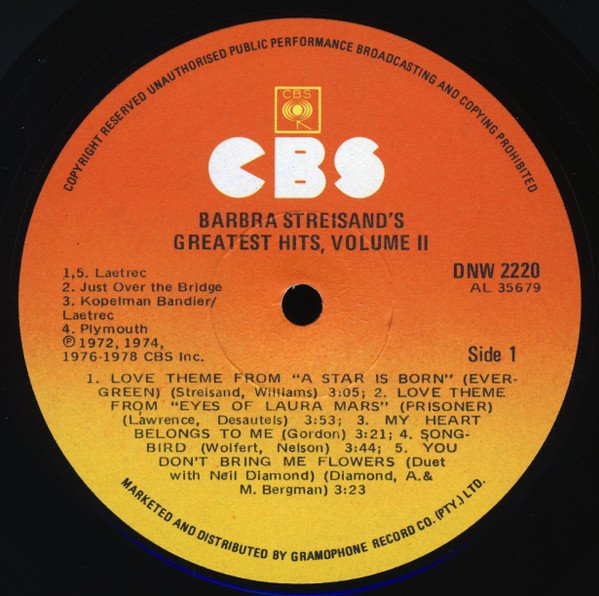 COPYRIGHT RESERVED UNAUTHORISED PUBLIC PERFORMANCE BROADCASTING AND COPYING PROHIBITED
CBS
CBS
BARBRA STREISAND'S
GREATEST HITS, VOLUME II
1,5. Laetrec
2. Just Over the Bridge
3. Kopelman Bandier/
Laetrec
4. Plymouth
Ⓟ 1972, 1974,
1976-1978 CBS Inc.
DNW 2220
AL 35679
Side 1
1. LOVE THEME FROM "A STAR IS BORN" (EVER-
GREEN) (Streisand, Williams) 3:05; 2. LOVE THEME
FROM "EYES OF LAURA MARS" (PRISONER)
(Lawrence, Desautels) 3:53; 3. MY HEART
BELONGS TO ME (Gordon) 3:21; 4. SONG-
BIRD (Wolfert, Nelson) 3:44; 5. YOU
DON'T BRING ME FLOWERS (Duet
with Neil Diamond) (Diamond, A.&
M. Bergman) 3:23
MARKETED AND DISTRIBUTED BY GRAMOPHONE RECORD CO. (PTY.) LTD.